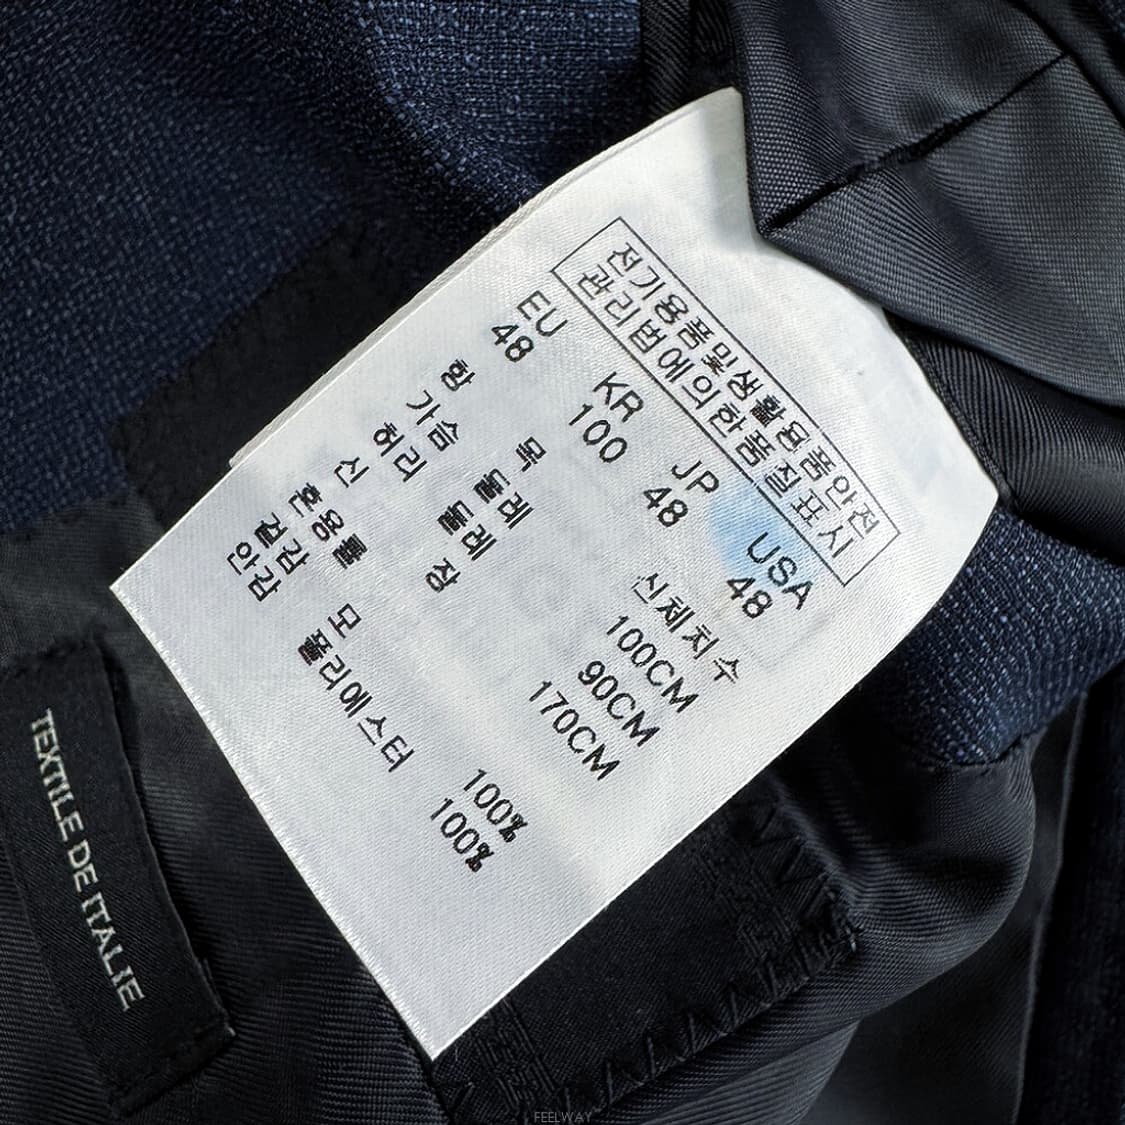 전기용품및생활용품안전
관리법에의한품질표시
EU KR JP USA
48 100 48 48
항 목 신체치수
가슴 둘레 100CM
허리 둘레 90CM
신 장 170CM
혼용률
겉감 모 100%
안감 폴리에스터 100%
TEXTILE DE ITALIE
FEELWAY